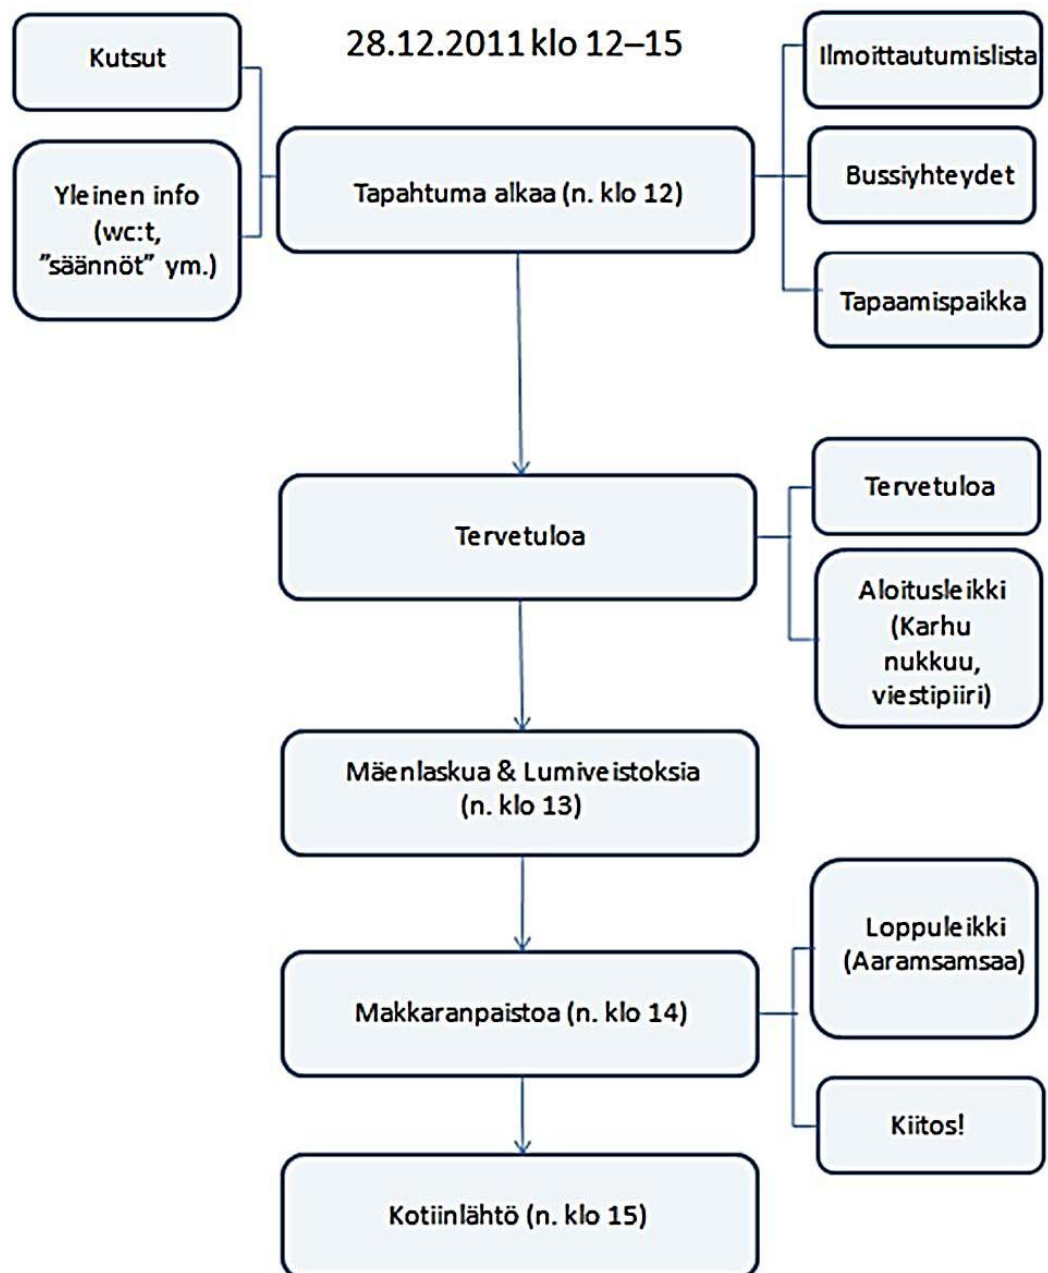 28.12.2011 klo 12–15
Kutsut
Yleinen info
(wc:t,
”säännöt” ym.)
Tapahtuma alkaa (n. klo 12)
Ilmoittautumislista
Bussiyhteydet
Tapaamispaikka
Tervetuloa
Tervetuloa
Aloitusleikki
(Karhu
nukkuu,
viestipiiri)
Mäenlaskua & Lumiveistoksia
(n. klo 13)
Makkaranpaistoa (n. klo 14)
Loppuleikki
(Aaramsamsaa)
Kiitos!
Kotiinlähtö (n. klo 15)